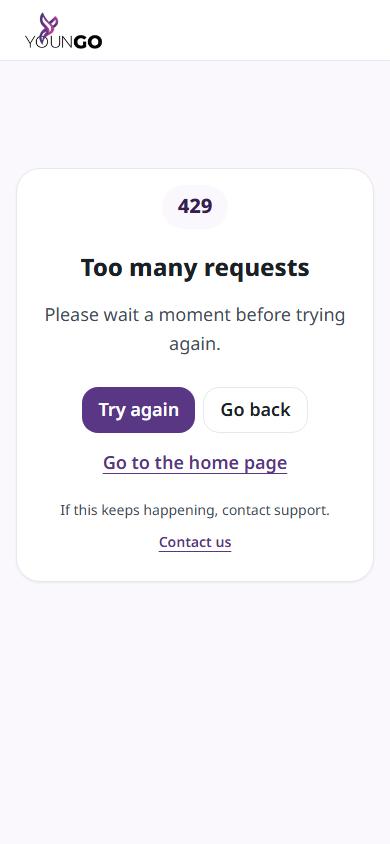 YOUNGO
429
Too many requests
Please wait a moment before trying
again.
Try again
Go back
Go to the home page
If this keeps happening, contact support.
Contact us